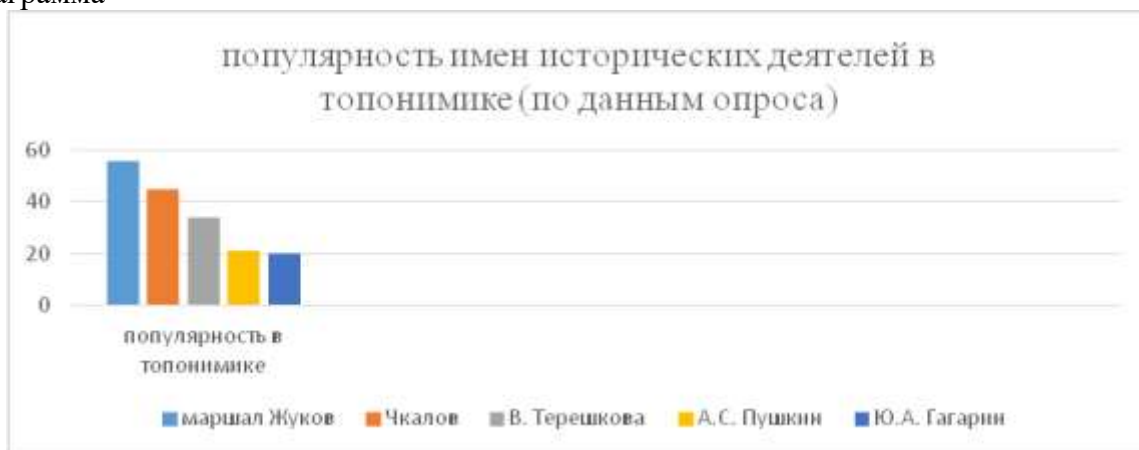 популярность имен исторических деятелей в
топонимике (по данным опроса)
60
40
20
0
популярность в
топонимике
маршал Жуков Чкалов В. Терешкова А.С. Пушкин Ю.А. Гагарин